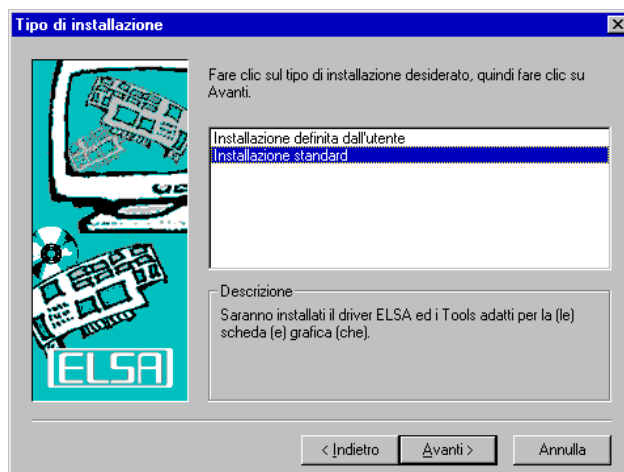 Tipo di installazione
Fare clic sul tipo di installazione desiderato, quindi fare clic su
Avanti.
Installazione definita dall'utente
Installazione standard
Descrizione
Saranno installati il driver ELSA ed i Tools adatti per la (le)
scheda (e) grafica (che).
ELSA
< Indietro
Avanti >
Annulla